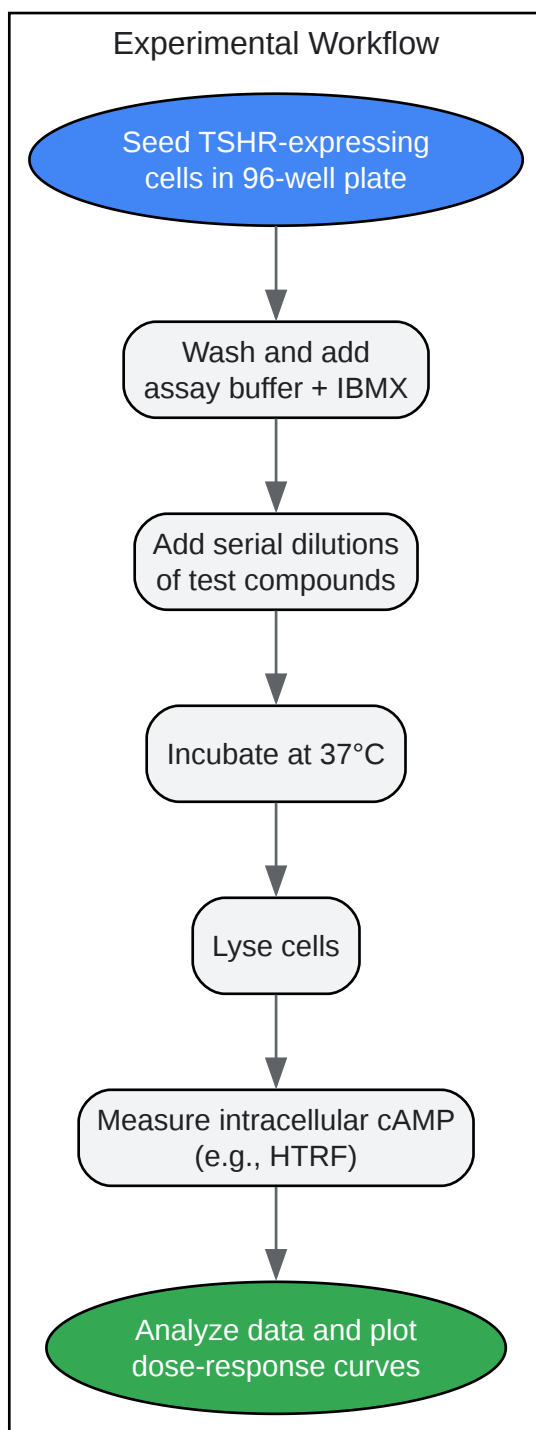 Experimental Workflow
Seed TSHR-expressing
cells in 96-well plate
Wash and add
assay buffer + IBMX
Add serial dilutions
of test compounds
Incubate at 37°C
Lyse cells
Measure intracellular cAMP
(e.g., HTRF)
Analyze data and plot
dose-response curves